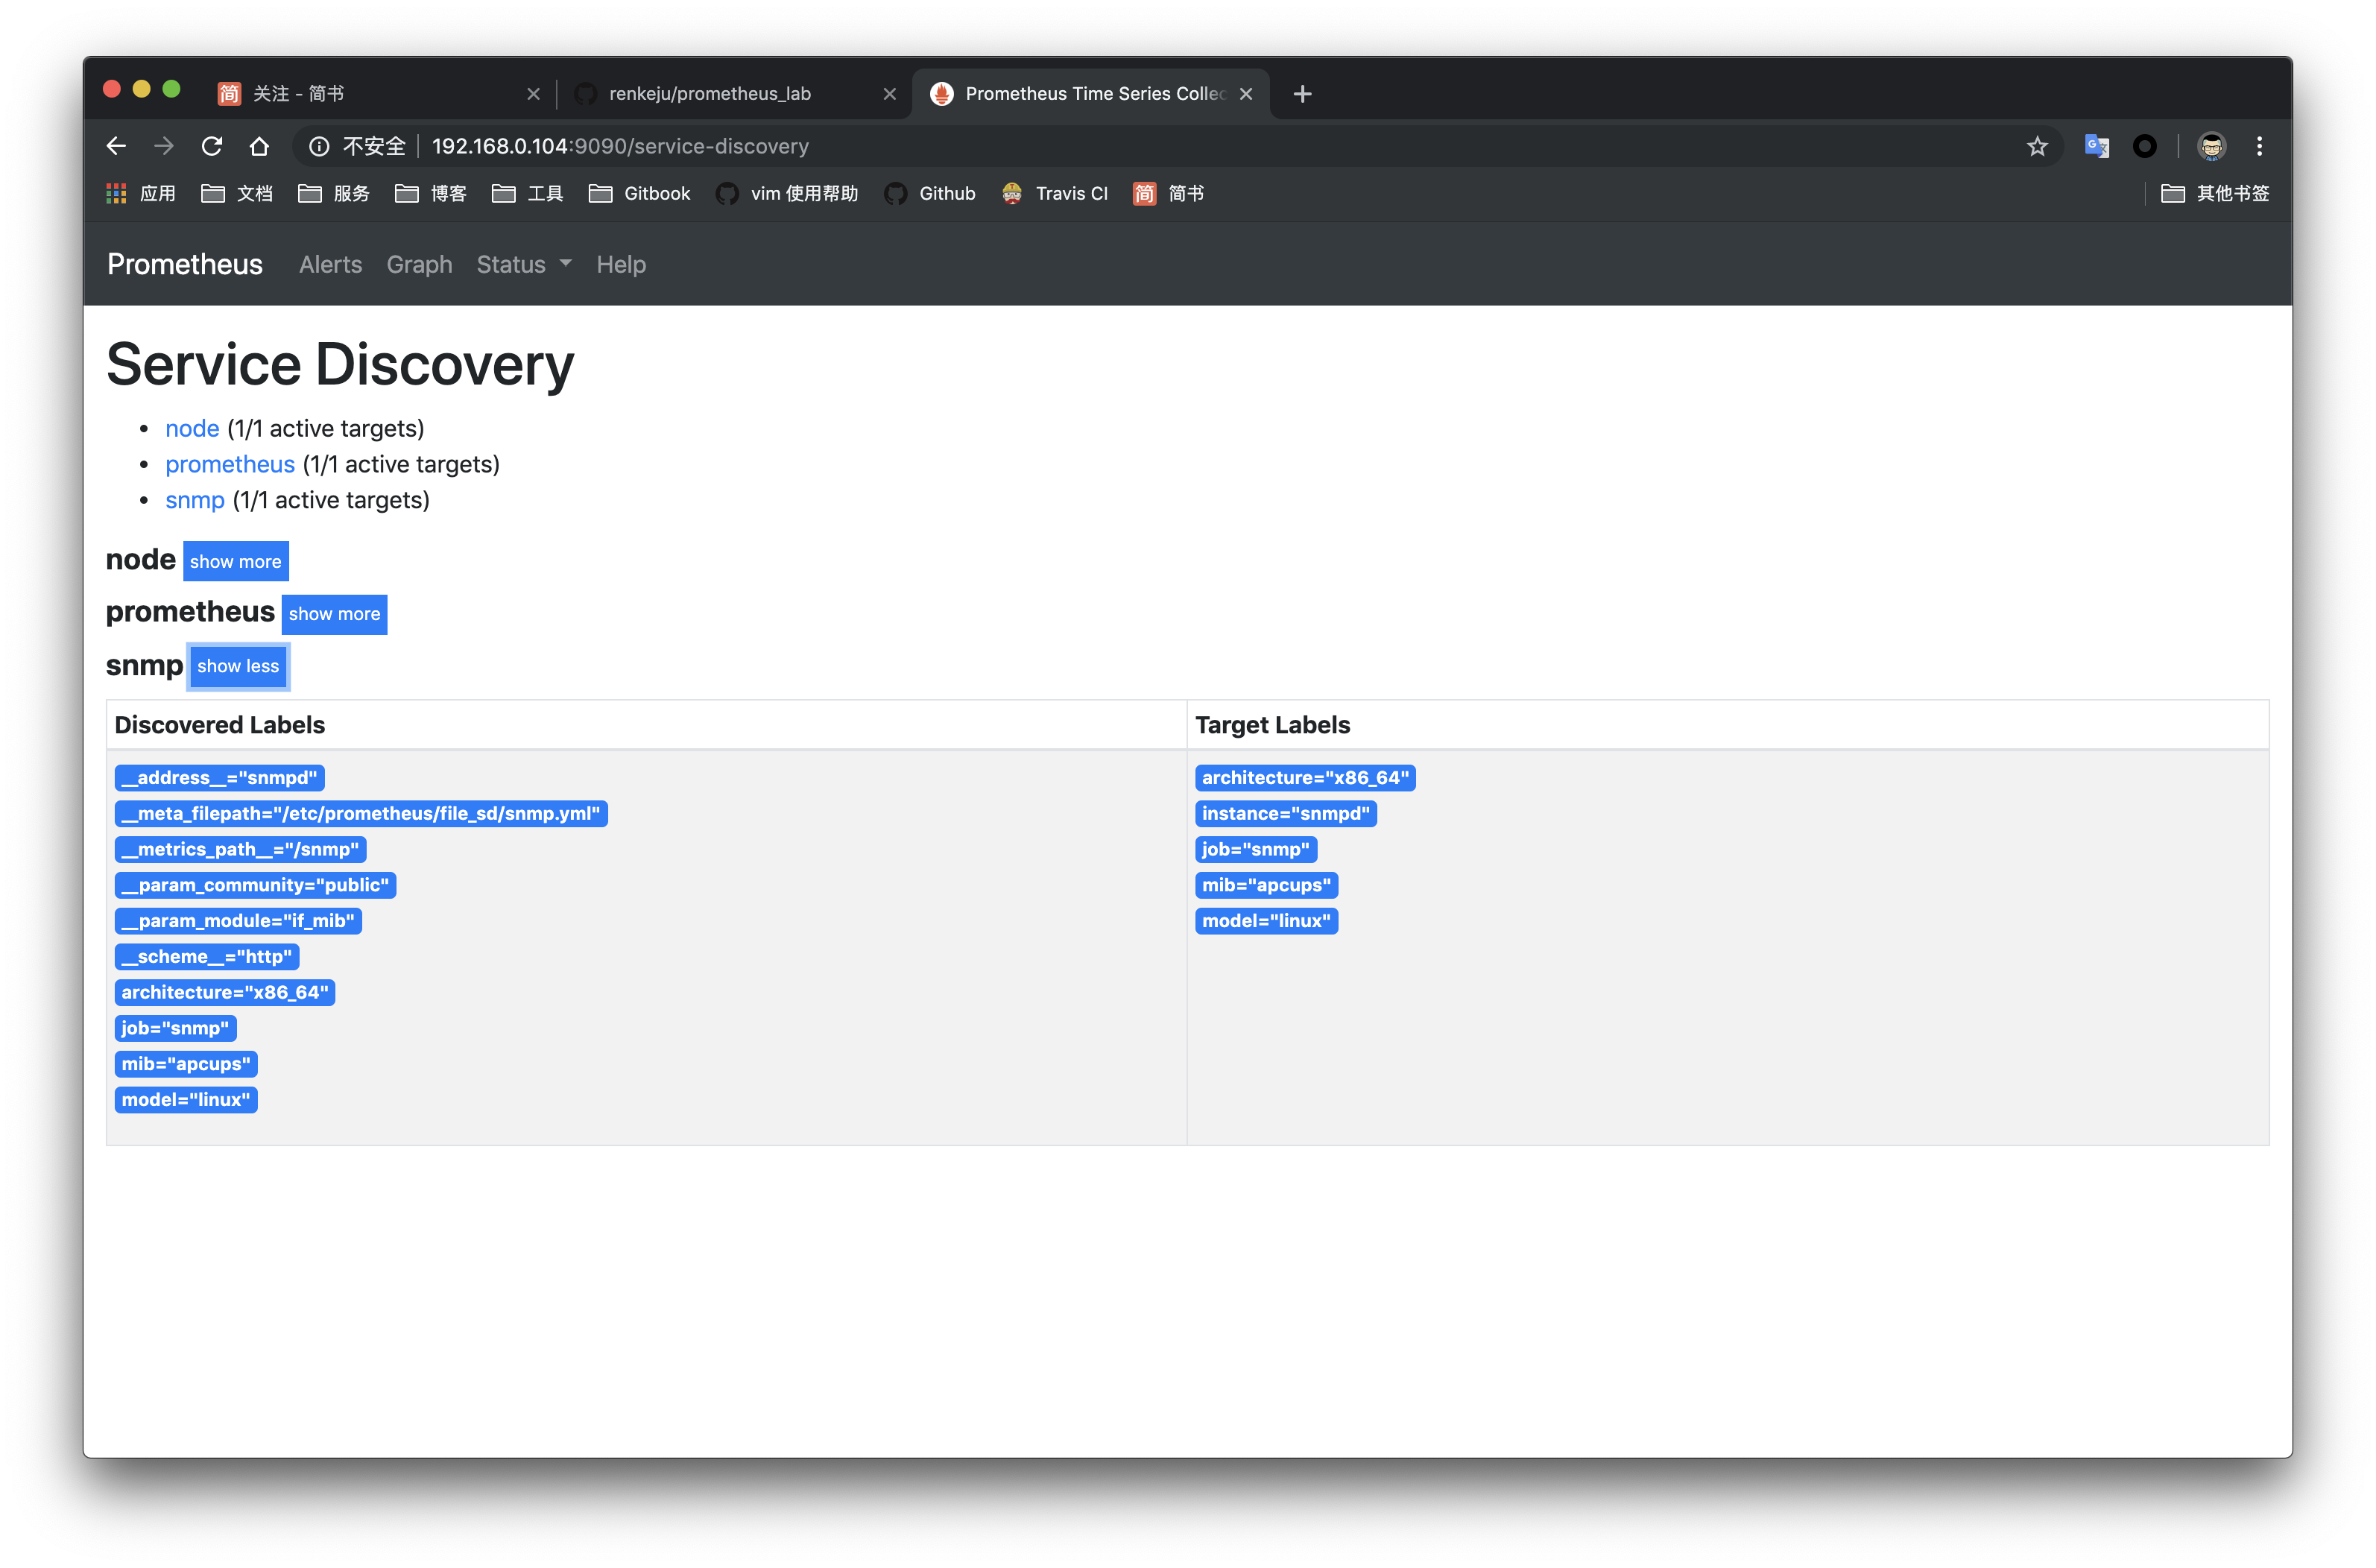 简 关注 - 简书 renkeju/prometheus_lab Prometheus Time Series Collec
不安全 192.168.0.104:9090/service-discovery
应用 文档 服务 博客 工具 Gitbook vim 使用帮助 Github Travis CI 简 简书 其他书签
Prometheus Alerts Graph Status Help
Service Discovery
• node (1/1 active targets)
• prometheus (1/1 active targets)
• snmp (1/1 active targets)
node show more
prometheus show more
snmp show less
Discovered Labels Target Labels
__address__="snmpd" architecture="x86_64"
__meta_filepath="/etc/prometheus/file_sd/snmp.yml" instance="snmpd"
__metrics_path__="/snmp" job="snmp"
__param_community="public" mib="apcups"
__param_module="if_mib" model="linux"
__scheme__="http"
architecture="x86_64"
job="snmp"
mib="apcups"
model="linux"